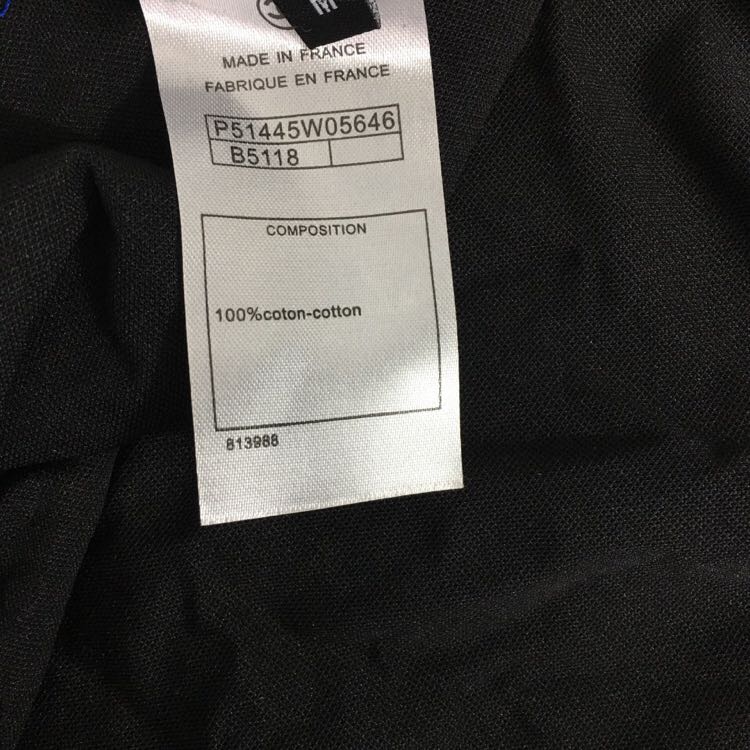 M
MADE IN FRANCE
FABRIQUE EN FRANCE
P51445W05646
B5118
COMPOSITION
100%coton-cotton
813988